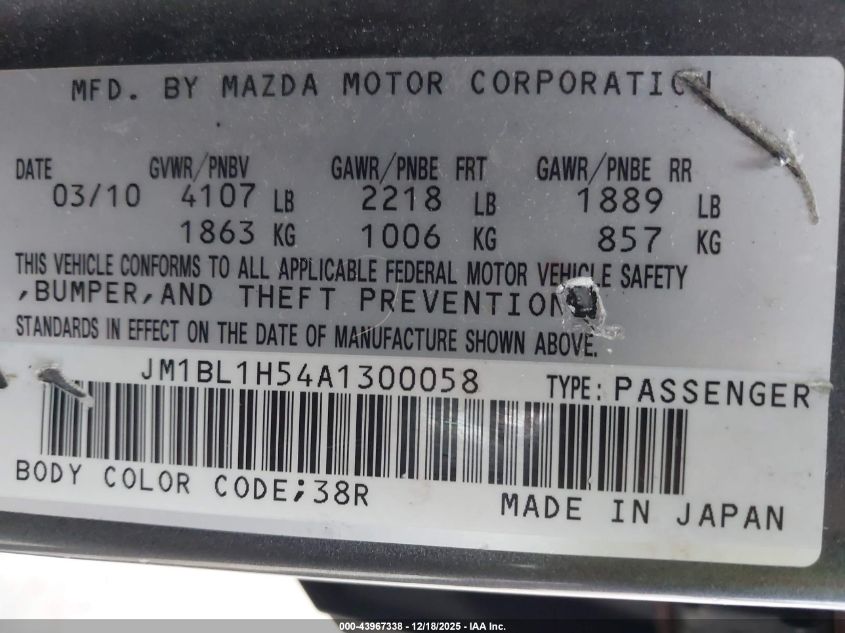 MFD. BY MAZDA MOTOR CORPORATION
DATE GVWR/PNBV GAWR/PNBE FRT GAWR/PNBE RR
03/10 4107 LB 2218 LB 1889 LB
1863 KG 1006 KG 857 KG
THIS VEHICLE CONFORMS TO ALL APPLICABLE FEDERAL MOTOR VEHICLE SAFETY
,BUMPER,AND THEFT PREVENTION
STANDARDS IN EFFECT ON THE DATE OF MANUFACTURE SHOWN ABOVE.
JM1BL1H54A1300058 TYPE: PASSENGER
BODY COLOR CODE;38R MADE IN JAPAN
000-43967338 - 12/18/2025 - IAA Inc.